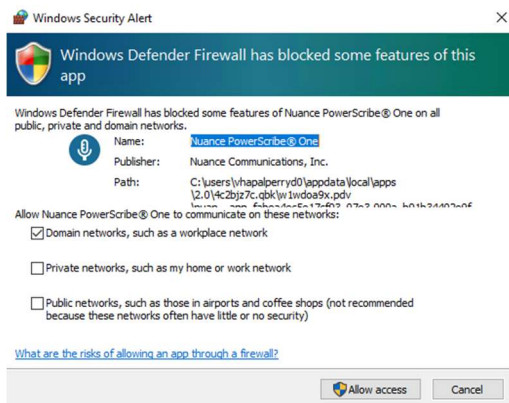 Windows Security Alert
Windows Defender Firewall has blocked some features of this
app
Windows Defender Firewall has blocked some features of Nuance PowerScribe® One on all
public, private and domain networks.
Name: Nuance PowerScribe® One
Publisher: Nuance Communications, Inc.
Path: C:\users\vhapalperryd0\appdata\local\apps
\2.0\4c2bjz7c.qbk\w1wdoa9x.pdv
Allow Nuance PowerScribe® One to communicate on these networks:
Domain networks, such as a workplace network
Private networks, such as my home or work network
Public networks, such as those in airports and coffee shops (not recommended
because these networks often have little or no security)
What are the risks of allowing an app through a firewall?
Allow access Cancel